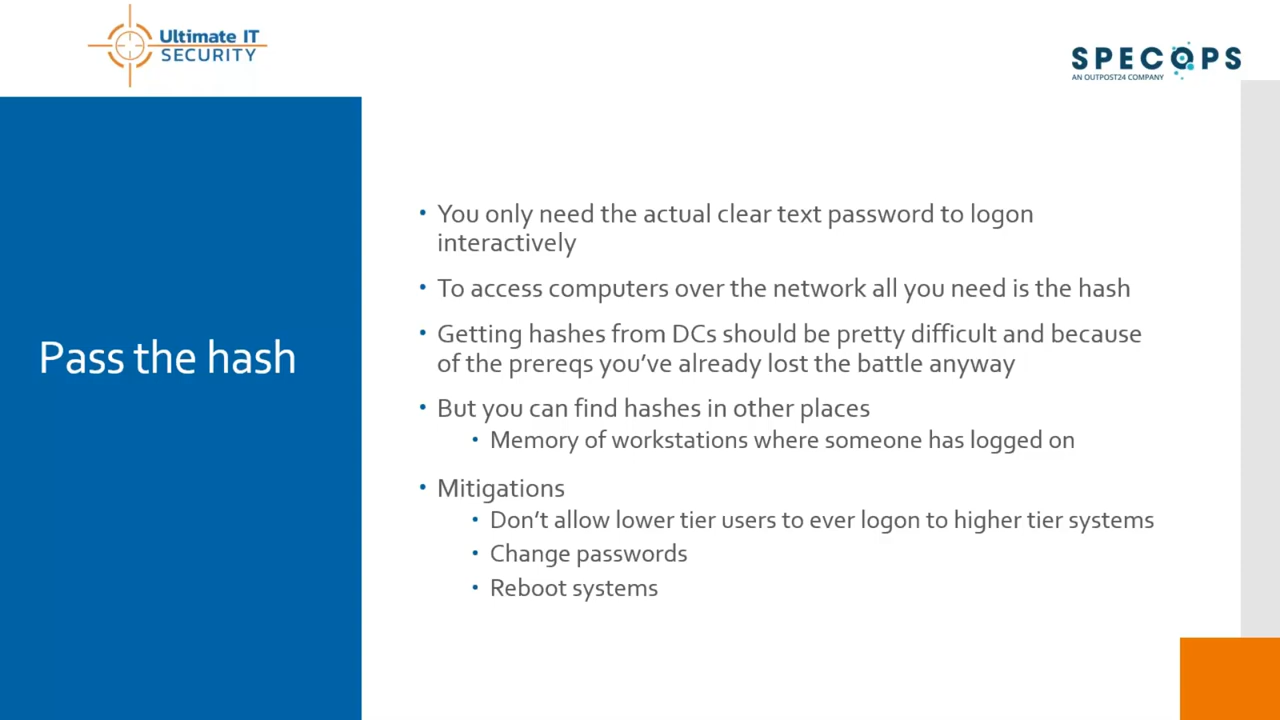 Ultimate IT
SECURITY
SPECOPS
AN OUTPOST24 COMPANY
Pass the hash
• You only need the actual clear text password to logon
interactively
• To access computers over the network all you need is the hash
• Getting hashes from DCs should be pretty difficult and because
of the prereqs you've already lost the battle anyway
• But you can find hashes in other places
• Memory of workstations where someone has logged on
• Mitigations
• Don't allow lower tier users to ever logon to higher tier systems
• Change passwords
• Reboot systems